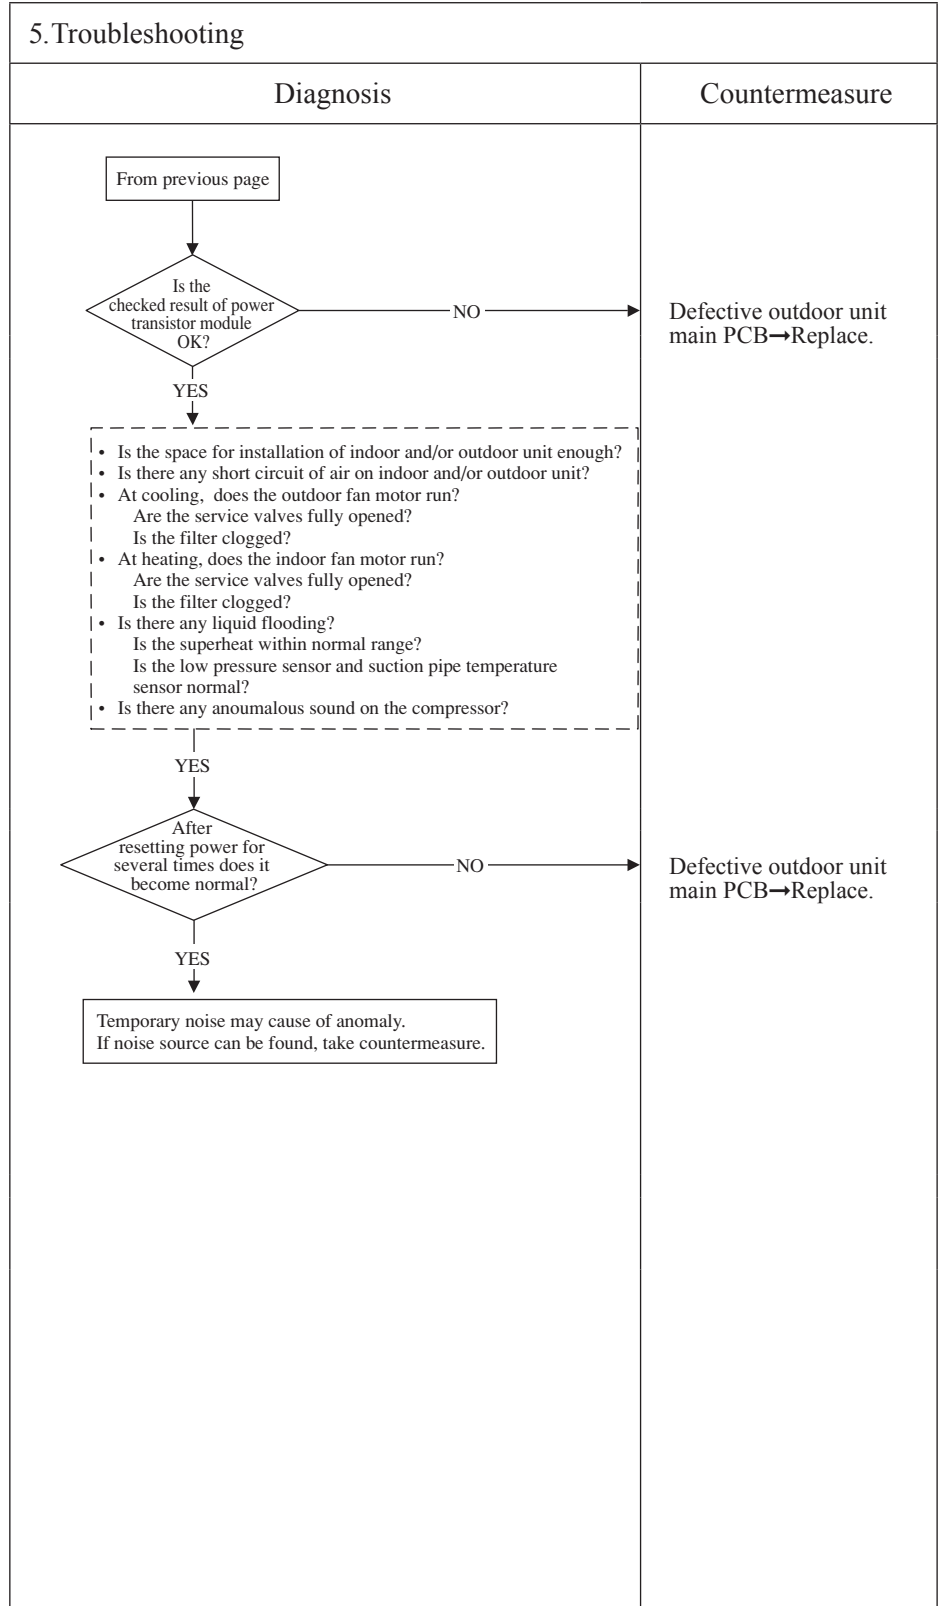 5.Troubleshooting
Diagnosis
Countermeasure
From previous page
Is the
checked result of power
transistor module
OK?
NO
Defective outdoor unit
main PCB→Replace.
YES
• Is the space for installation of indoor and/or outdoor unit enough?
• Is there any short circuit of air on indoor and/or outdoor unit?
• At cooling, does the outdoor fan motor run?
Are the service valves fully opened?
Is the filter clogged?
• At heating, does the indoor fan motor run?
Are the service valves fully opened?
Is the filter clogged?
• Is there any liquid flooding?
Is the superheat within normal range?
Is the low pressure sensor and suction pipe temperature
sensor normal?
• Is there any anoumalous sound on the compressor?
YES
After
resetting power for
several times does it
become normal?
NO
Defective outdoor unit
main PCB→Replace.
YES
Temporary noise may cause of anomaly.
If noise source can be found, take countermeasure.